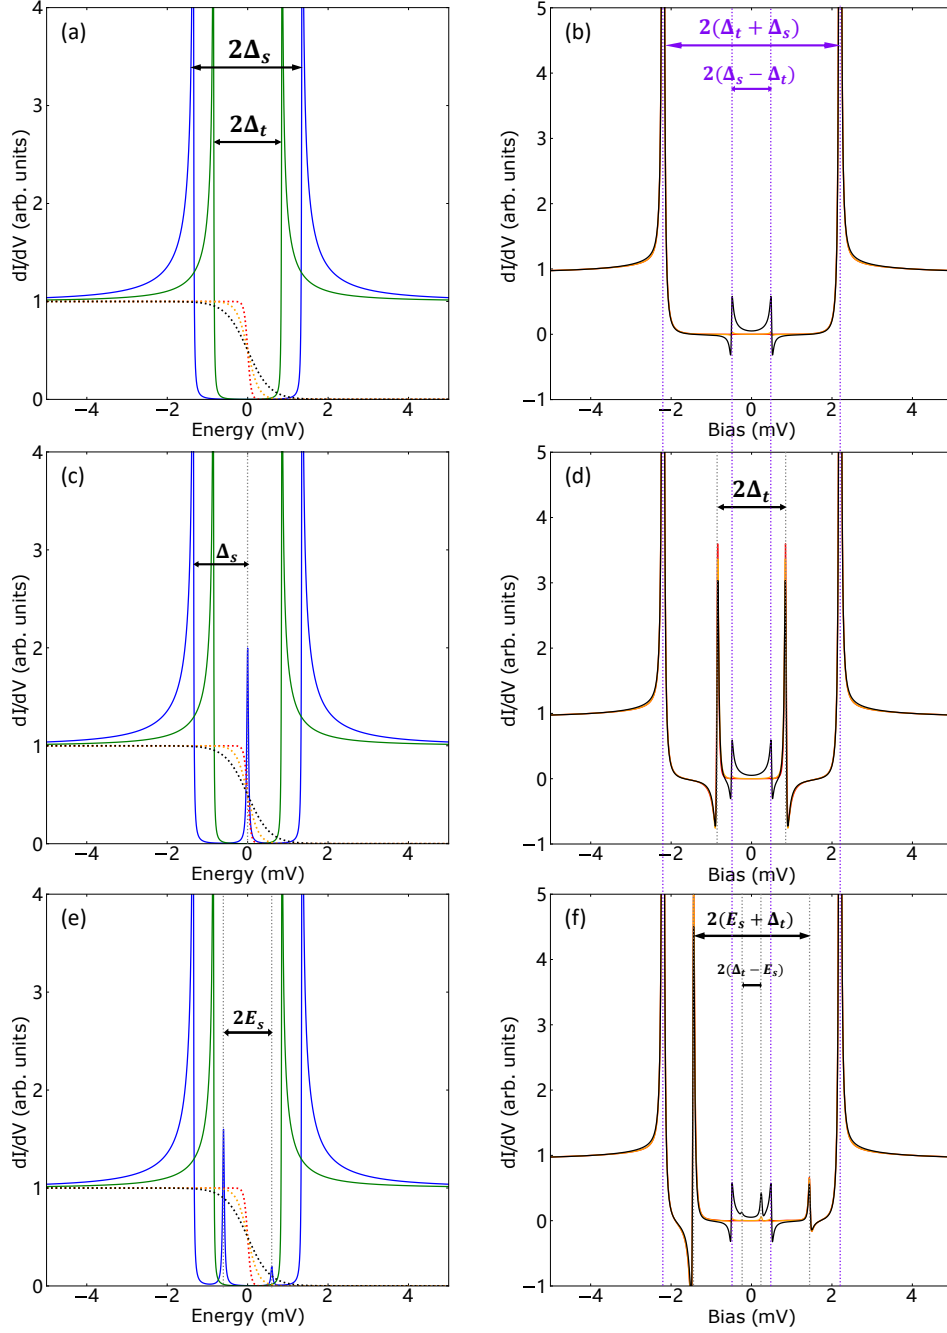 (a)
2Δₛ
2Δₜ
dI/dV (arb. units)
4
3
2
1
0
−4 −2 0 2 4
Energy (mV)
(b)
2(Δₜ + Δₛ)
2(Δₛ − Δₜ)
dI/dV (arb. units)
5
4
3
2
1
0
−1
−4 −2 0 2 4
Bias (mV)
(c)
Δₛ
dI/dV (arb. units)
4
3
2
1
0
−4 −2 0 2 4
Energy (mV)
(d)
2Δₜ
dI/dV (arb. units)
5
4
3
2
1
0
−1
−4 −2 0 2 4
Bias (mV)
(e)
2Eₛ
dI/dV (arb. units)
4
3
2
1
0
−4 −2 0 2 4
Energy (mV)
(f)
2(Eₛ + Δₜ)
2(Δₜ − Eₛ)
dI/dV (arb. units)
5
4
3
2
1
0
−1
−4 −2 0 2 4
Bias (mV)